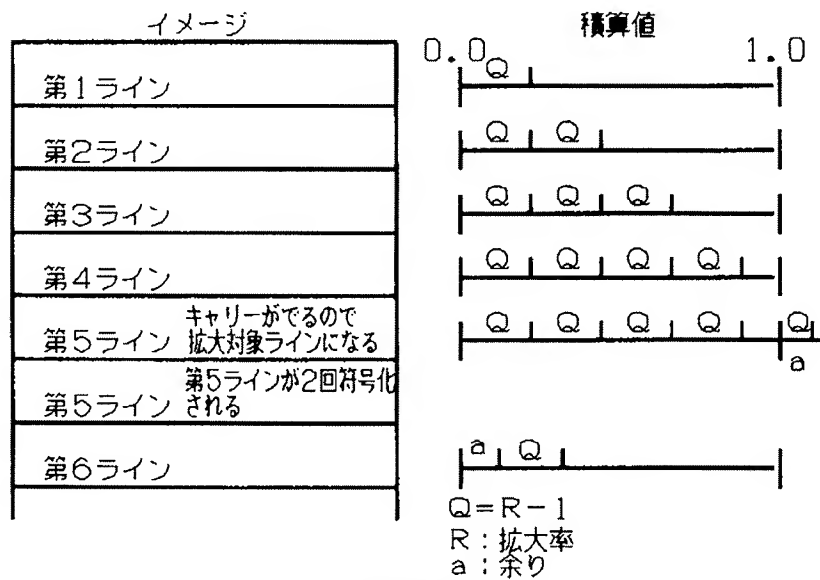 イメージ
積算値
0.0 1.0
第1ライン
Q
第2ライン
Q Q
第3ライン
Q Q Q
第4ライン
Q Q Q Q
第5ライン
キャリーがでるので
拡大対象ラインになる
Q Q Q Q Q
a
第5ライン
第5ラインが2回符号化
される
第6ライン
a Q
Q=R-1
R:拡大率
a:余り